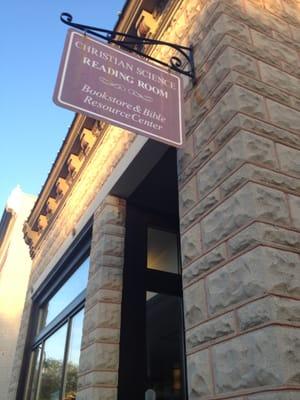 CHRISTIAN SCIENCE
READING ROOM
Bookstore & Bible
Resource Center